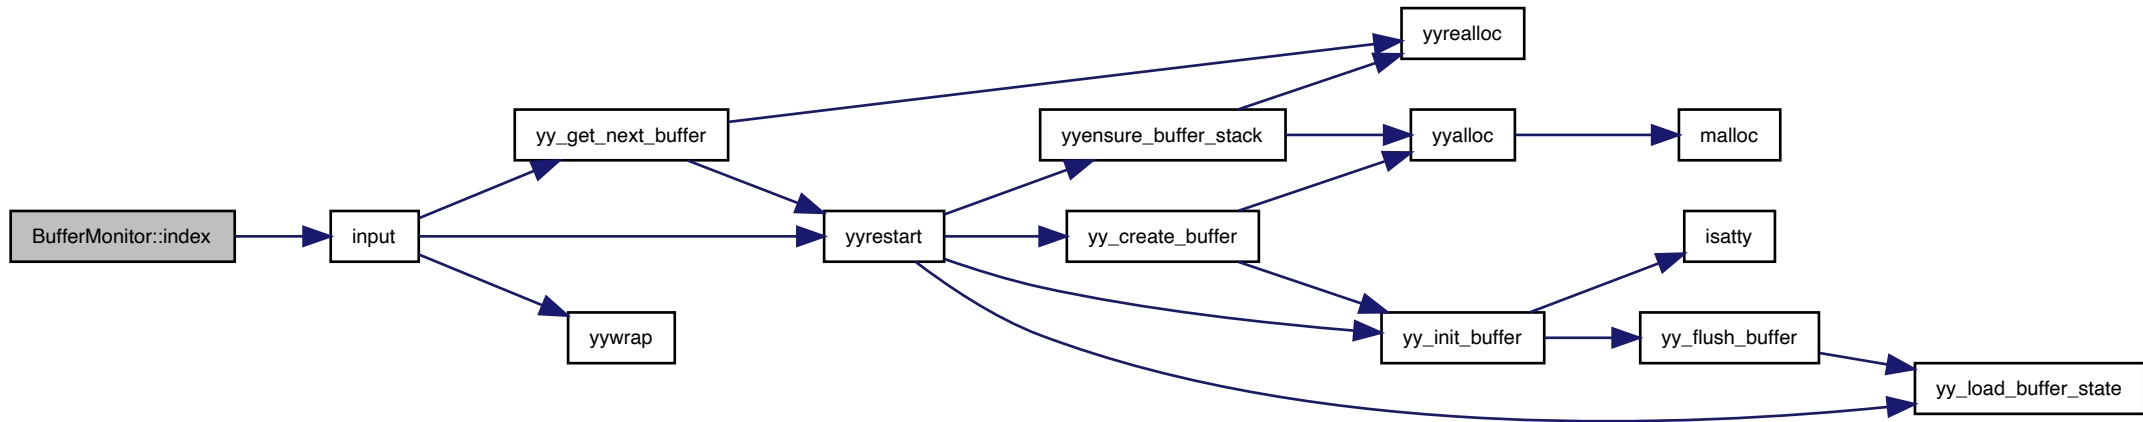 yyrealloc
yy_get_next_buffer
yyensure_buffer_stack
yyalloc
malloc
BufferMonitor::index
input
yyrestart
yy_create_buffer
isatty
yywrap
yy_init_buffer
yy_flush_buffer
yy_load_buffer_state